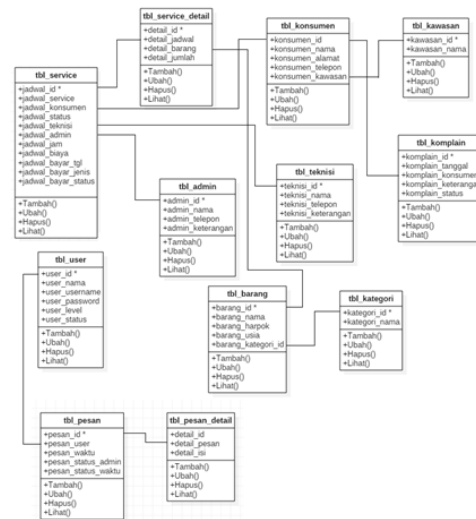 tbl_service_detail
+detail_id *
+detail_jadwal
+detail_barang
+detail_jumlah
+Tambah()
+Ubah()
+Hapus()
+Lihat()
tbl_konsumen
+konsumen_id
+konsumen_nama
+konsumen_alamat
+konsumen_telepon
+konsumen_kawasan
+Tambah()
+Ubah()
+Hapus()
+Lihat()
tbl_kawasan
+kawasan_id *
+kawasan_nama
+Tambah()
+Ubah()
+Hapus()
+Lihat()
tbl_service
+jadwal_id *
+jadwal_service
+jadwal_konsumen
+jadwal_status
+jadwal_teknisi
+jadwal_admin
+jadwal_jam
+jadwal_biaya
+jadwal_bayar_tgl
+jadwal_bayar_jenis
+jadwal_bayar_status
+Tambah()
+Ubah()
+Hapus()
+Lihat()
tbl_komplain
+komplain_id *
+komplain_tanggal
+komplain_konsumen
+komplain_keterangan
+komplain_status
+Tambah()
+Ubah()
+Hapus()
+Lihat()
tbl_admin
+admin_id *
+admin_nama
+admin_telepon
+admin_keterangan
+Tambah()
+Ubah()
+Hapus()
+Lihat()
tbl_teknisi
+teknisi_id *
+teknisi_nama
+teknisi_telepon
+teknisi_keterangan
+Tambah()
+Ubah()
+Hapus()
+Lihat()
tbl_user
+user_id *
+user_nama
+user_username
+user_password
+user_level
+user_status
+Tambah()
+Ubah()
+Hapus()
+Lihat()
tbl_barang
+barang_id *
+barang_nama
+barang_harpok
+barang_usia
+barang_kategori_id
+Tambah()
+Ubah()
+Hapus()
+Lihat()
tbl_kategori
+kategori_id *
+kategori_nama
+Tambah()
+Ubah()
+Hapus()
+Lihat()
tbl_pesan
+pesan_id *
+pesan_user
+pesan_waktu
+pesan_status_admin
+pesan_status_waktu
+Tambah()
+Ubah()
+Hapus()
+Lihat()
tbl_pesan_detail
+detail_id
+detail_pesan
+detail_isi
+Tambah()
+Ubah()
+Hapus()
+Lihat()